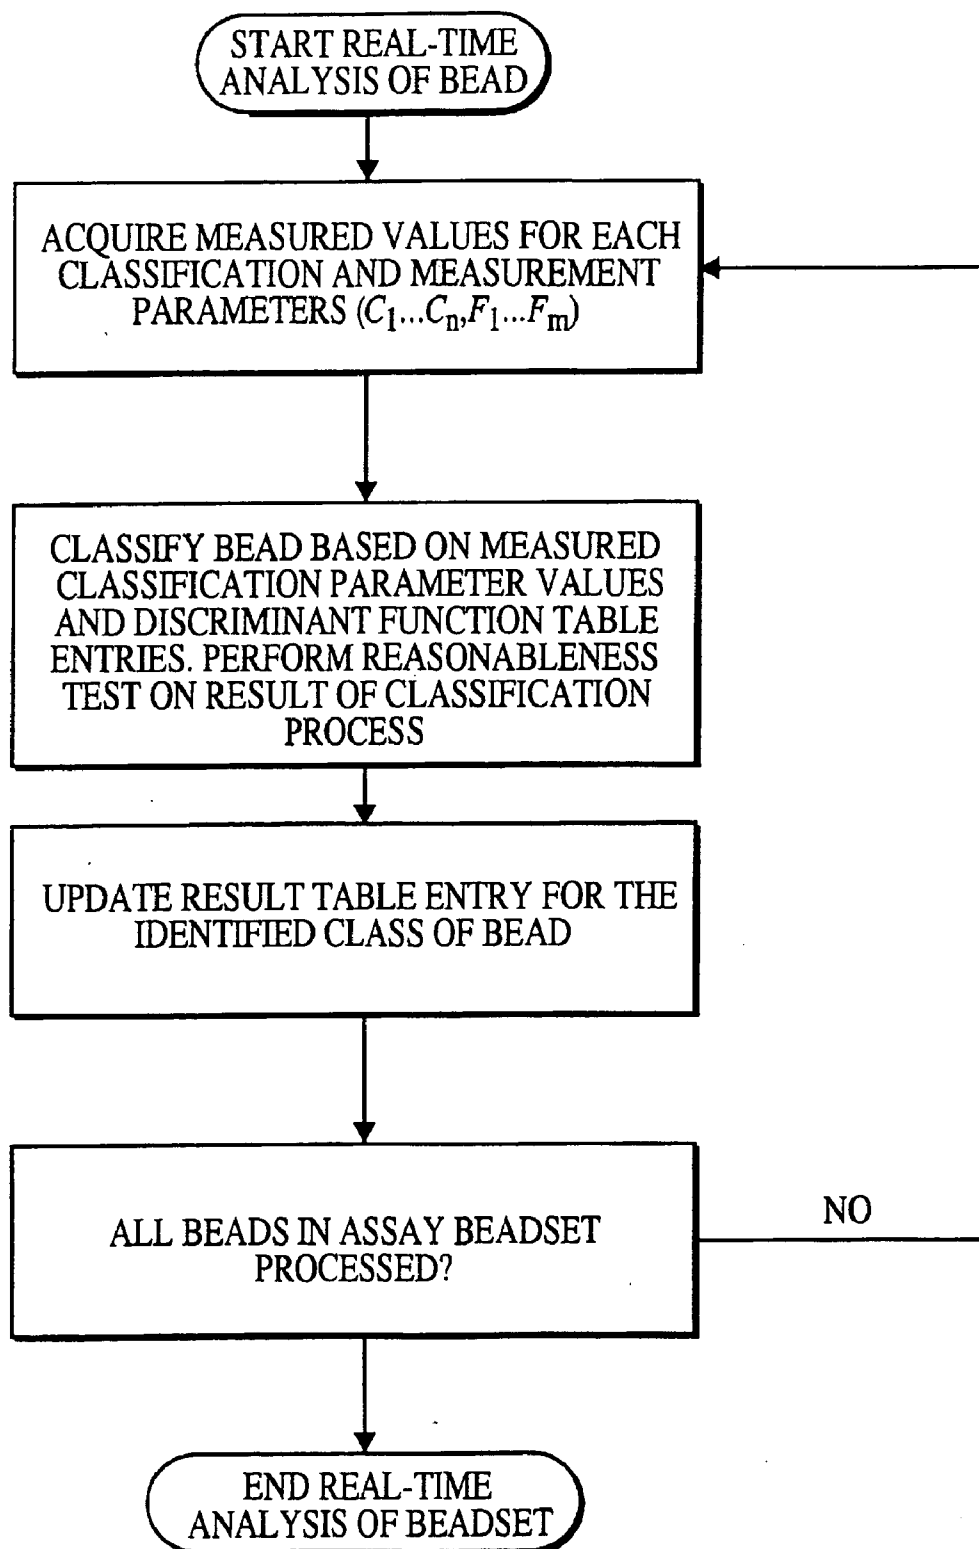 START REAL-TIME
ANALYSIS OF BEAD
ACQUIRE MEASURED VALUES FOR EACH
CLASSIFICATION AND MEASUREMENT
PARAMETERS (C1...Cn,F1...Fm)
CLASSIFY BEAD BASED ON MEASURED
CLASSIFICATION PARAMETER VALUES
AND DISCRIMINANT FUNCTION TABLE
ENTRIES. PERFORM REASONABLENESS
TEST ON RESULT OF CLASSIFICATION
PROCESS
UPDATE RESULT TABLE ENTRY FOR THE
IDENTIFIED CLASS OF BEAD
ALL BEADS IN ASSAY BEADSET
PROCESSED?
NO
END REAL-TIME
ANALYSIS OF BEADSET